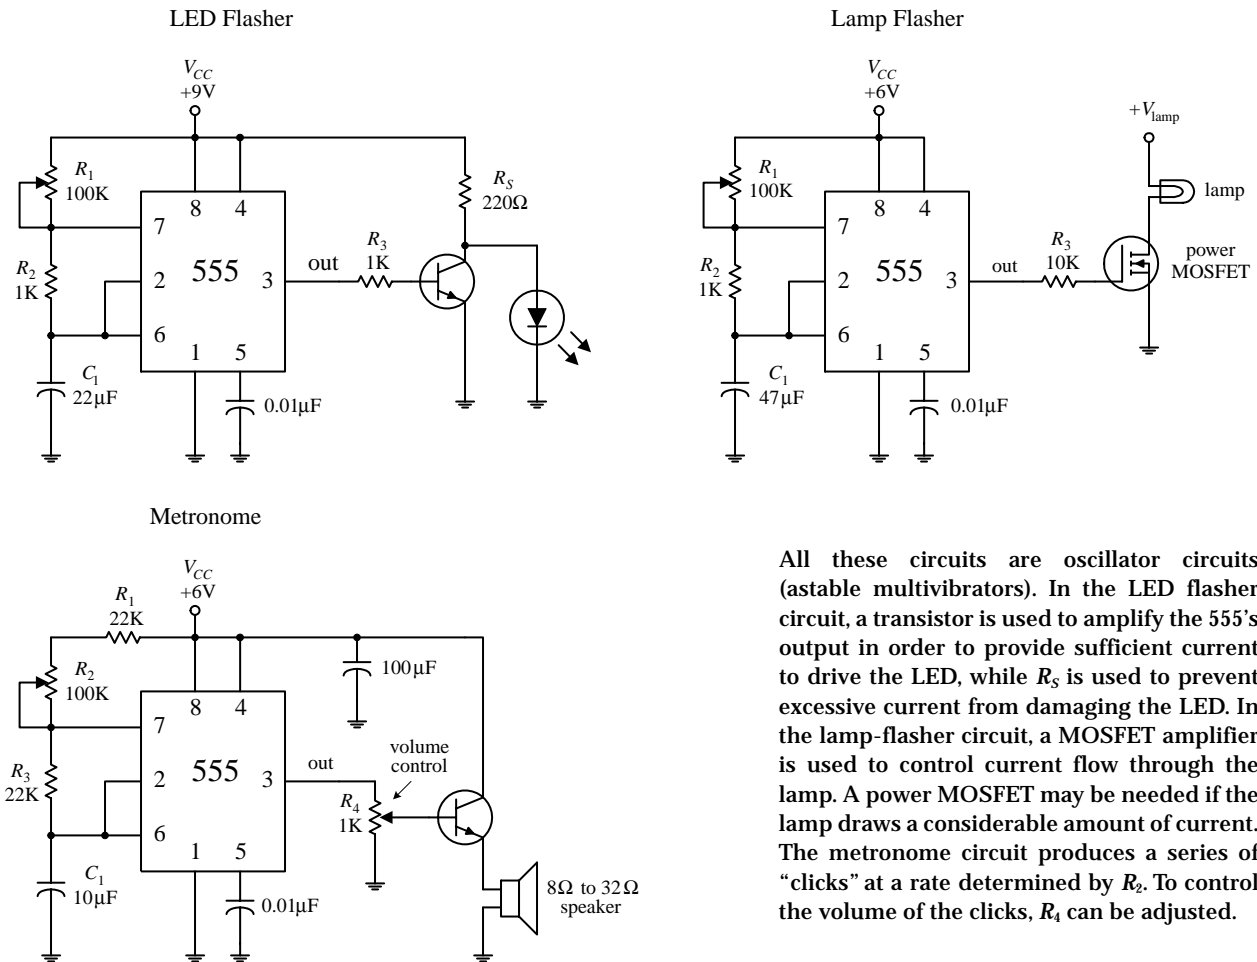 LED Flasher
V_CC
+9V
R_1
100K
R_2
1K
C_1
22µF
8 4
7
2
6
555
3
1 5
0.01µF
out
R_3
1K
R_S
220Ω
Lamp Flasher
V_CC
+6V
R_1
100K
R_2
1K
C_1
47µF
8 4
7
2
6
555
3
1 5
0.01µF
out
R_3
10K
+V_lamp
lamp
power
MOSFET
Metronome
V_CC
+6V
R_1
22K
R_2
100K
R_3
22K
C_1
10µF
8 4
7
2
6
555
3
1 5
0.01µF
100µF
out
volume
control
R_4
1K
8Ω to 32Ω
speaker
All these circuits are oscillator circuits
(astable multivibrators). In the LED flasher
circuit, a transistor is used to amplify the 555's
output in order to provide sufficient current
to drive the LED, while R_S is used to prevent
excessive current from damaging the LED. In
the lamp-flasher circuit, a MOSFET amplifier
is used to control current flow through the
lamp. A power MOSFET may be needed if the
lamp draws a considerable amount of current.
The metronome circuit produces a series of
“clicks” at a rate determined by R_2. To control
the volume of the clicks, R_4 can be adjusted.